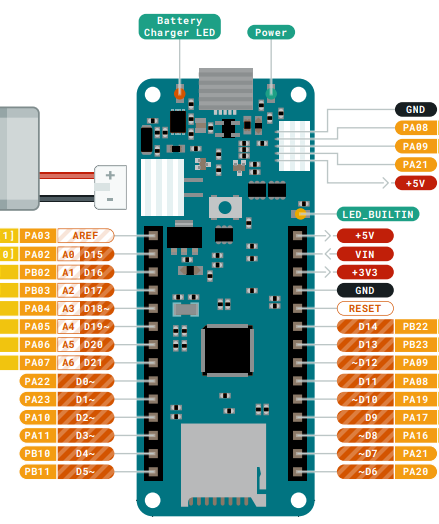 Battery
Charger LED
Power
GND
PA08
PA09
PA21
+5V
+
-
LED_BUILTIN
1] PA03 AREF
+5V
0] PA02 A0 D15
VIN
PB02 A1 D16
+3V3
PB03 A2 D17
GND
PA04 A3 D18~
RESET
PA05 A4 D19~
D14 PB22
PA06 A5 D20
D13 PB23
PA07 A6 D21
~D12 PA09
PA22 D0~
D11 PA08
PA23 D1~
~D10 PA19
PA10 D2~
D9 PA17
PA11 D3~
~D8 PA16
PB10 D4~
~D7 PA21
PB11 D5~
~D6 PA20